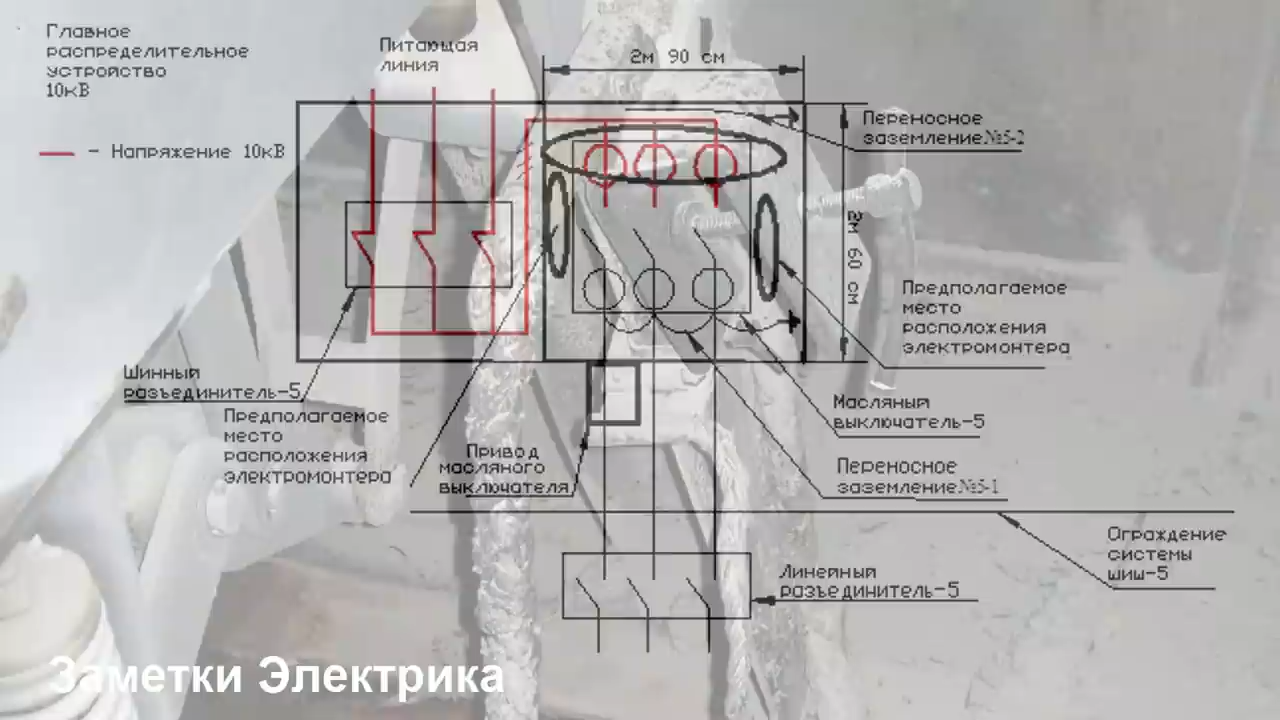 Главное
распределительное
устройство
10кВ
Питающая
линия
2м 90 см
Переносное
заземление№5-2
- Напряжение 10кВ
2м 60 см
Предполагаемое
место
расположения
электромонтера
Шинный
разъединитель-5
Предполагаемое
место
расположения
электромонтера
Масляный
выключатель-5
Привод
масляного
выключателя
Переносное
заземление№5-1
Ограждение
системы
шиш-5
Линейный
разъединитель-5
Заметки Электрика